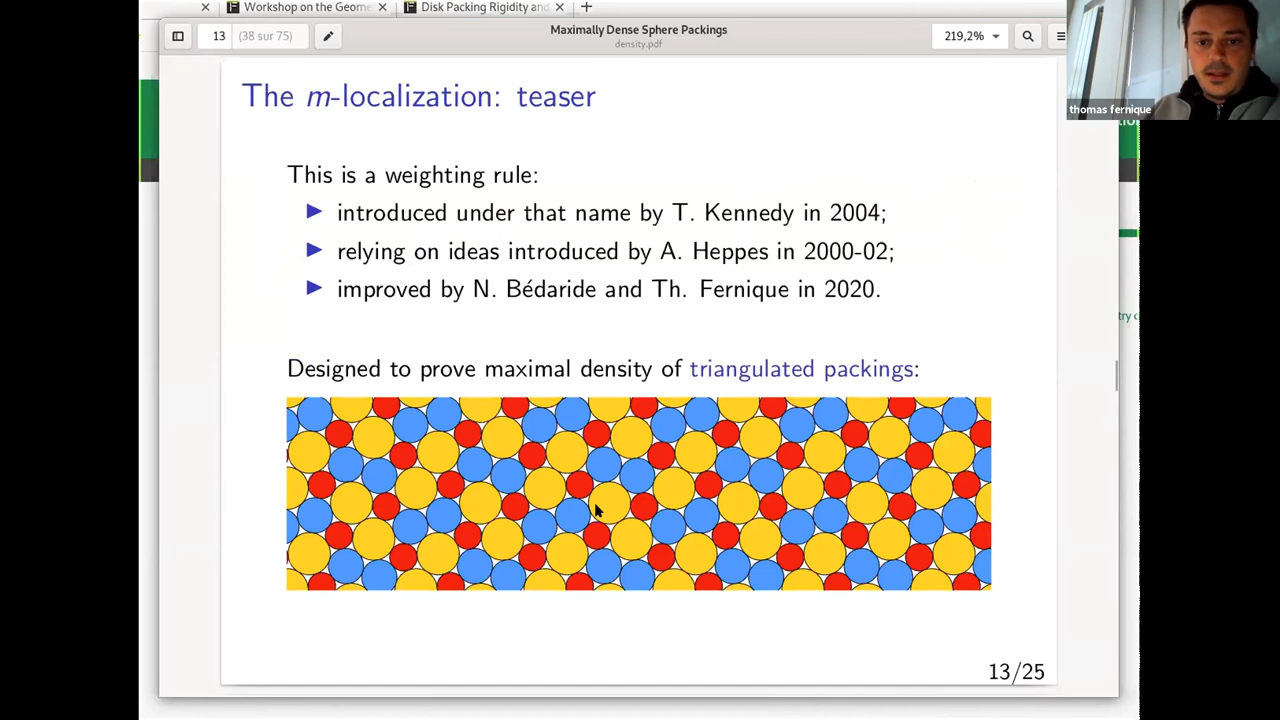 Workshop on the Geome
Disk Packing Rigidity and
13 (38 sur 75)
Maximally Dense Sphere Packings
density.pdf
219,2%
thomas fernique
The m-localization: teaser
This is a weighting rule:
introduced under that name by T. Kennedy in 2004;
relying on ideas introduced by A. Heppes in 2000-02;
improved by N. Bédaride and Th. Fernique in 2020.
Designed to prove maximal density of triangulated packings:
13/25